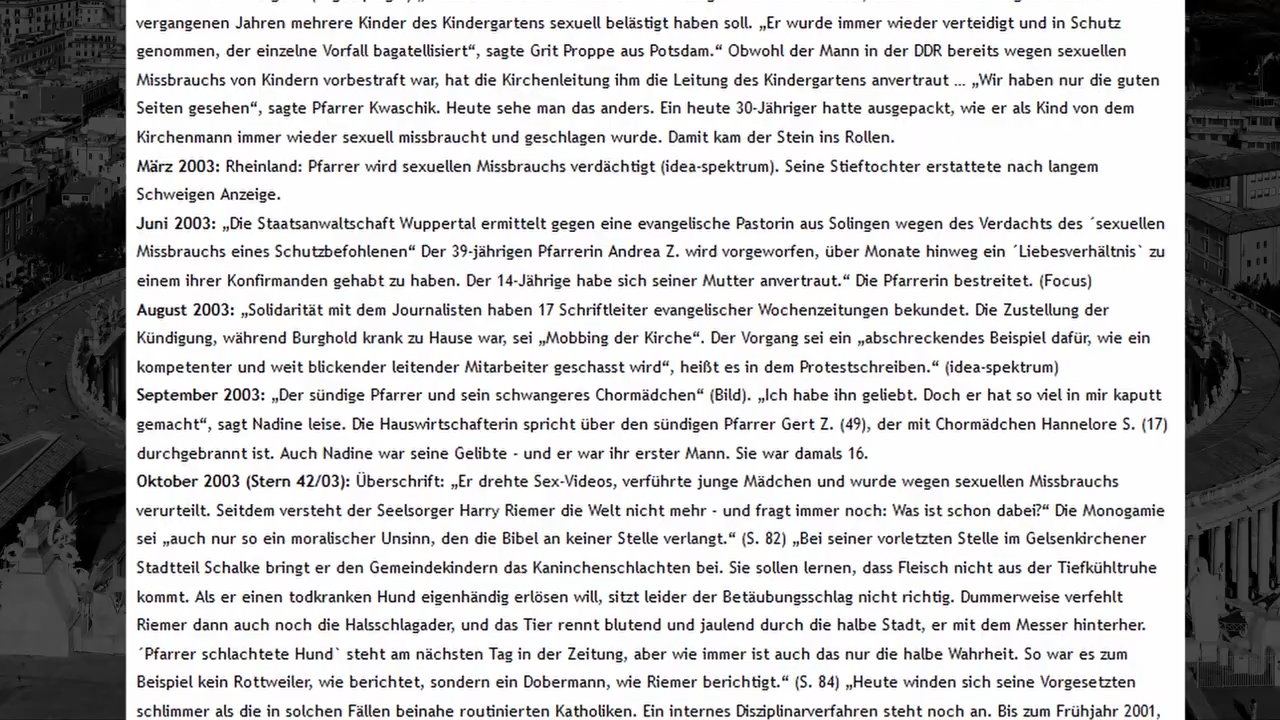 vergangenen Jahren mehrere Kinder des Kindergartens sexuell belästigt haben soll. „Er wurde immer wieder verteidigt und in Schutz
genommen, der einzelne Vorfall bagatellisiert“, sagte Grit Proppe aus Potsdam.“ Obwohl der Mann in der DDR bereits wegen sexuellen
Missbrauchs von Kindern vorbestraft war, hat die Kirchenleitung ihm die Leitung des Kindergartens anvertraut ... „Wir haben nur die guten
Seiten gesehen“, sagte Pfarrer Kwaschik. Heute sehe man das anders. Ein heute 30-Jähriger hatte ausgepackt, wie er als Kind von dem
Kirchenmann immer wieder sexuell missbraucht und geschlagen wurde. Damit kam der Stein ins Rollen.
März 2003: Rheinland: Pfarrer wird sexuellen Missbrauchs verdächtigt (idea-spektrum). Seine Stieftochter erstattete nach langem
Schweigen Anzeige.
Juni 2003: „Die Staatsanwaltschaft Wuppertal ermittelt gegen eine evangelische Pastorin aus Solingen wegen des Verdachts des ´sexuellen
Missbrauchs eines Schutzbefohlenen“ Der 39-jährigen Pfarrerin Andrea Z. wird vorgeworfen, über Monate hinweg ein ´Liebesverhältnis` zu
einem ihrer Konfirmanden gehabt zu haben. Der 14-Jährige habe sich seiner Mutter anvertraut.“ Die Pfarrerin bestreitet. (Focus)
August 2003: „Solidarität mit dem Journalisten haben 17 Schriftleiter evangelischer Wochenzeitungen bekundet. Die Zustellung der
Kündigung, während Burghold krank zu Hause war, sei „Mobbing der Kirche“. Der Vorgang sei ein „abschreckendes Beispiel dafür, wie ein
kompetenter und weit blickender leitender Mitarbeiter geschasst wird“, heißt es in dem Protestschreiben.“ (idea-spektrum)
September 2003: „Der sündige Pfarrer und sein schwangeres Chormädchen“ (Bild). „Ich habe ihn geliebt. Doch er hat so viel in mir kaputt
gemacht“, sagt Nadine leise. Die Hauswirtschafterin spricht über den sündigen Pfarrer Gert Z. (49), der mit Chormädchen Hannelore S. (17)
durchgebrannt ist. Auch Nadine war seine Gelibte - und er war ihr erster Mann. Sie war damals 16.
Oktober 2003 (Stern 42/03): Überschrift: „Er drehte Sex-Videos, verführte junge Mädchen und wurde wegen sexuellen Missbrauchs
verurteilt. Seitdem versteht der Seelsorger Harry Riemer die Welt nicht mehr - und fragt immer noch: Was ist schon dabei?“ Die Monogamie
sei „auch nur so ein moralischer Unsinn, den die Bibel an keiner Stelle verlangt.“ (S. 82) „Bei seiner vorletzten Stelle im Gelsenkirchener
Stadtteil Schalke bringt er den Gemeindekindern das Kaninchenschlachten bei. Sie sollen lernen, dass Fleisch nicht aus der Tiefkühltruhe
kommt. Als er einen todkranken Hund eigenhändig erlösen will, sitzt leider der Betäubungsschlag nicht richtig. Dummerweise verfehlt
Riemer dann auch noch die Halsschlagader, und das Tier rennt blutend und jaulend durch die halbe Stadt, er mit dem Messer hinterher.
´Pfarrer schlachtete Hund` steht am nächsten Tag in der Zeitung, aber wie immer ist auch das nur die halbe Wahrheit. So war es zum
Beispiel kein Rottweiler, wie berichtet, sondern ein Dobermann, wie Riemer berichtigt.“ (S. 84) „Heute winden sich seine Vorgesetzten
schlimmer als die in solchen Fällen beinahe routinierten Katholiken. Ein internes Disziplinarverfahren steht noch an. Bis zum Frühjahr 2001,